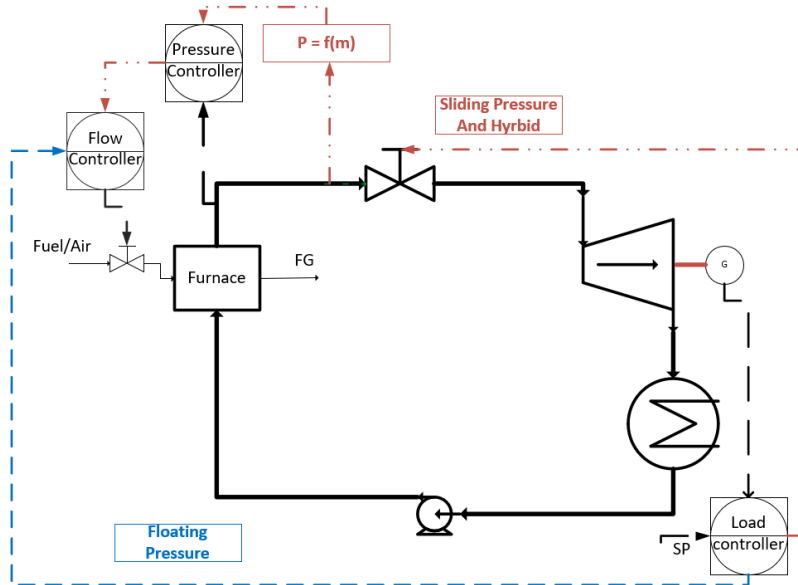 Pressure
Controller
P = f(m)
Sliding Pressure
And Hyrbid
Flow
Controller
Fuel/Air
Furnace
FG
G
Floating
Pressure
SP
Load
controller